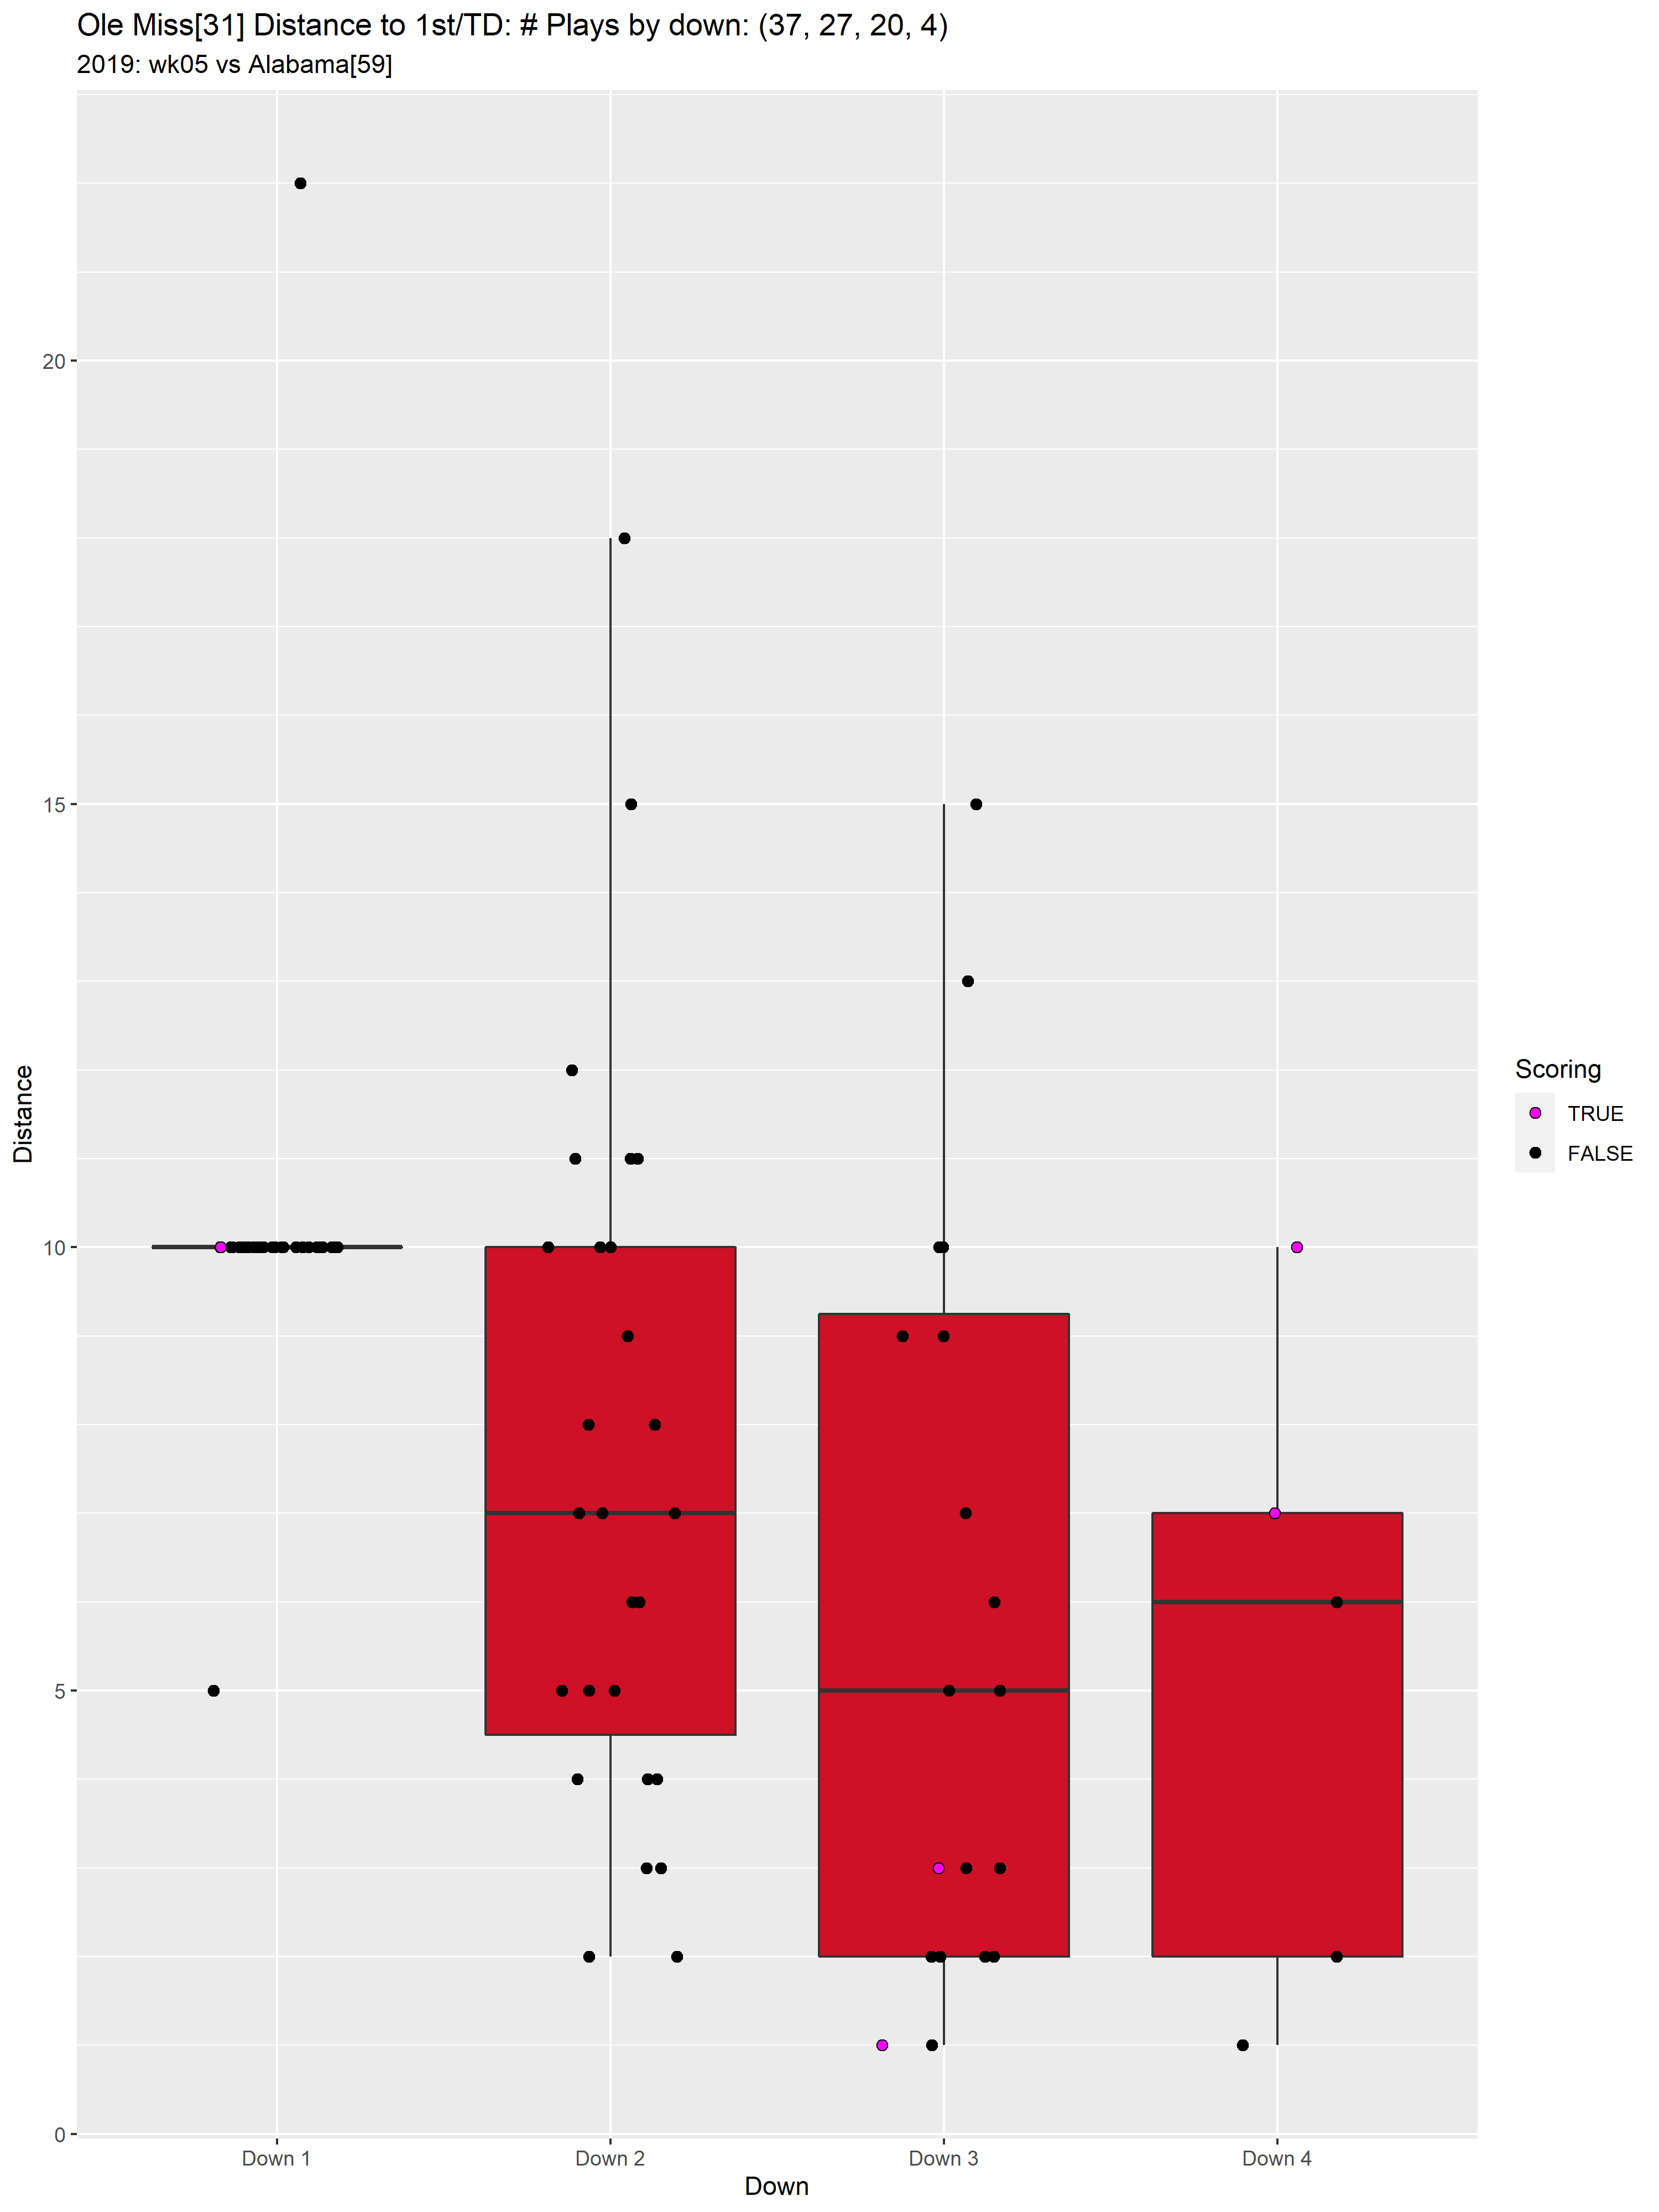 Ole Miss[31] Distance to 1st/TD: # Plays by down: (37, 27, 20, 4)
2019: wk05 vs Alabama[59]
20
15
10
5
0
Distance
Down 1
Down 2
Down 3
Down 4
Down
Scoring
TRUE
FALSE